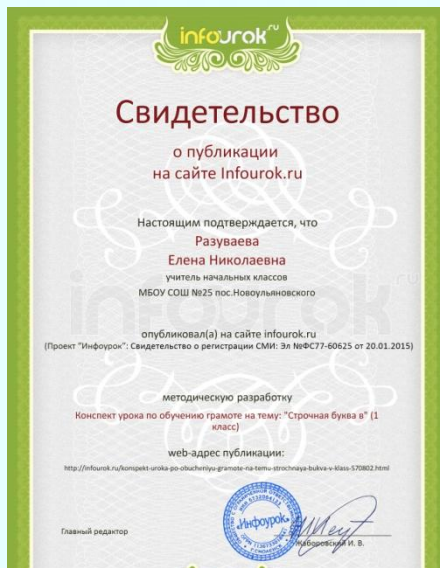 infourok™
Свидетельство
о публикации
на сайте Infourok.ru
Настоящим подтверждается, что
Разуваева
Елена Николаевна
учитель начальных классов
МБОУ СОШ №25 пос.Новоульяновского
опубликовал(а) на сайте infourok.ru
(Проект "Инфоурок": Свидетельство о регистрации СМИ: Эл №ФС77-60625 от 20.01.2015)
методическую разработку
Конспект урока по обучению грамоте на тему: "Строчная буква в" (1
класс)
web-адрес публикации:
http://infourok.ru/konspekt-uroka-po-obucheniyu-gramote-na-temu-strochnaya-bukva-v-klass-570802.html
Главный редактор
«Инфоурок»
Жаборовский И. В.